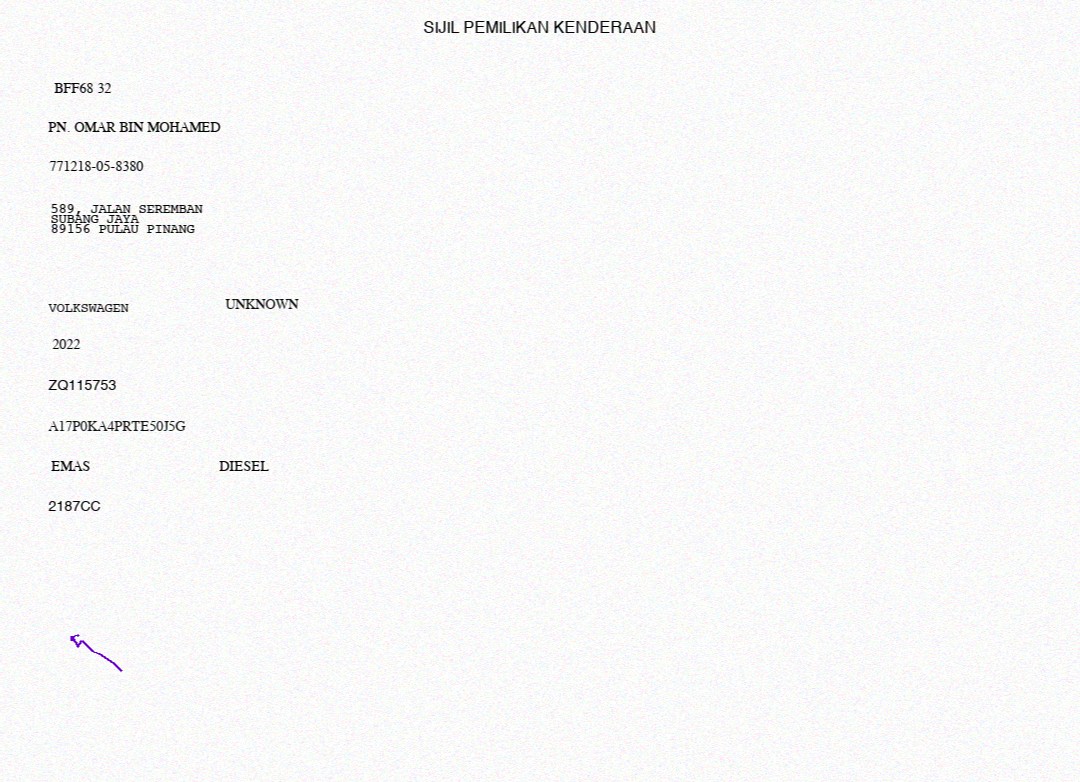 SIJIL PEMILIKAN KENDERAAN
BFF68 32
PN. OMAR BIN MOHAMED
771218-05-8380
589, JALAN SEREMBAN
SUBANG JAYA
89156 PULAU PINANG
VOLKSWAGEN UNKNOWN
2022
ZQ115753
A17P0KA4PRTE50J5G
EMAS DIESEL
2187CC